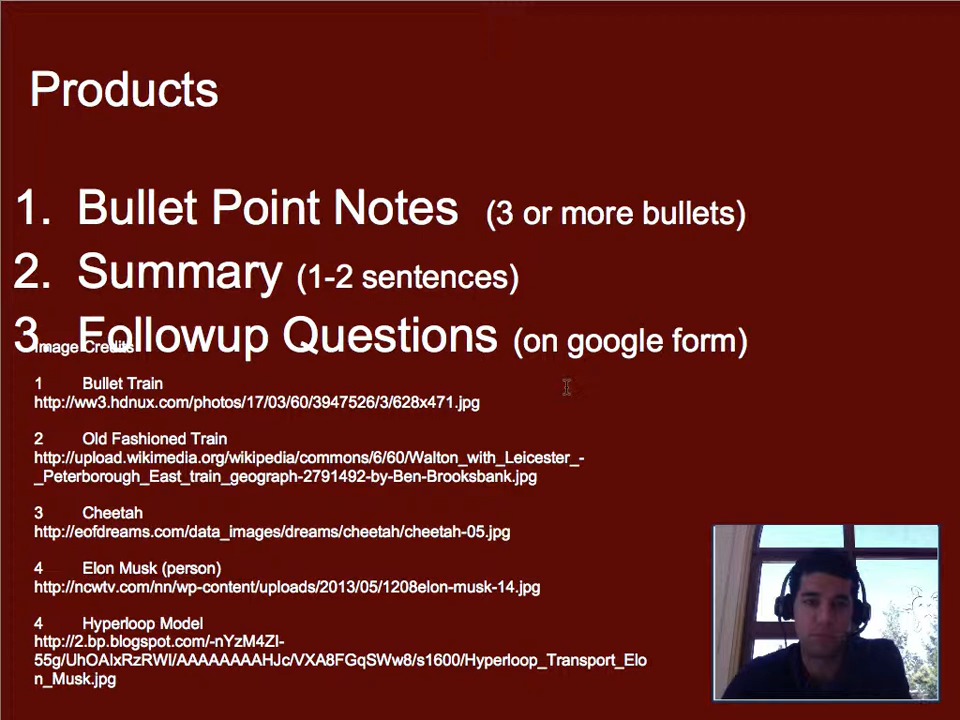 Products
1. Bullet Point Notes (3 or more bullets)
2. Summary (1-2 sentences)
3. Followup Questions (on google form)
Image Credits
1 Bullet Train
http://ww3.hdnux.com/photos/17/03/60/3947526/3/628x471.jpg
2 Old Fashioned Train
http://upload.wikimedia.org/wikipedia/commons/6/60/Walton_with_Leicester_-
_Peterborough_East_train_geograph-2791492-by-Ben-Brooksbank.jpg
3 Cheetah
http://eofdreams.com/data_images/dreams/cheetah/cheetah-05.jpg
4 Elon Musk (person)
http://ncwtv.com/nn/wp-content/uploads/2013/05/1208elon-musk-14.jpg
4 Hyperloop Model
http://2.bp.blogspot.com/-nYzM4ZI-
55g/UhOAlxRzRWI/AAAAAAAAHJc/VXA8FGqSWw8/s1600/Hyperloop_Transport_Elo
n_Musk.jpg